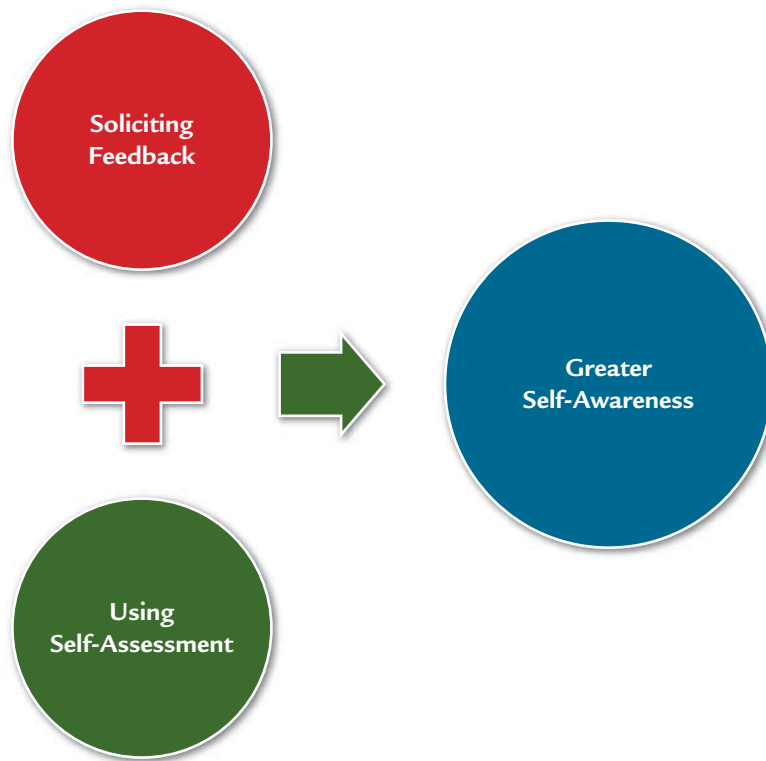 Soliciting
Feedback
Greater
Self-Awareness
Using
Self-Assessment